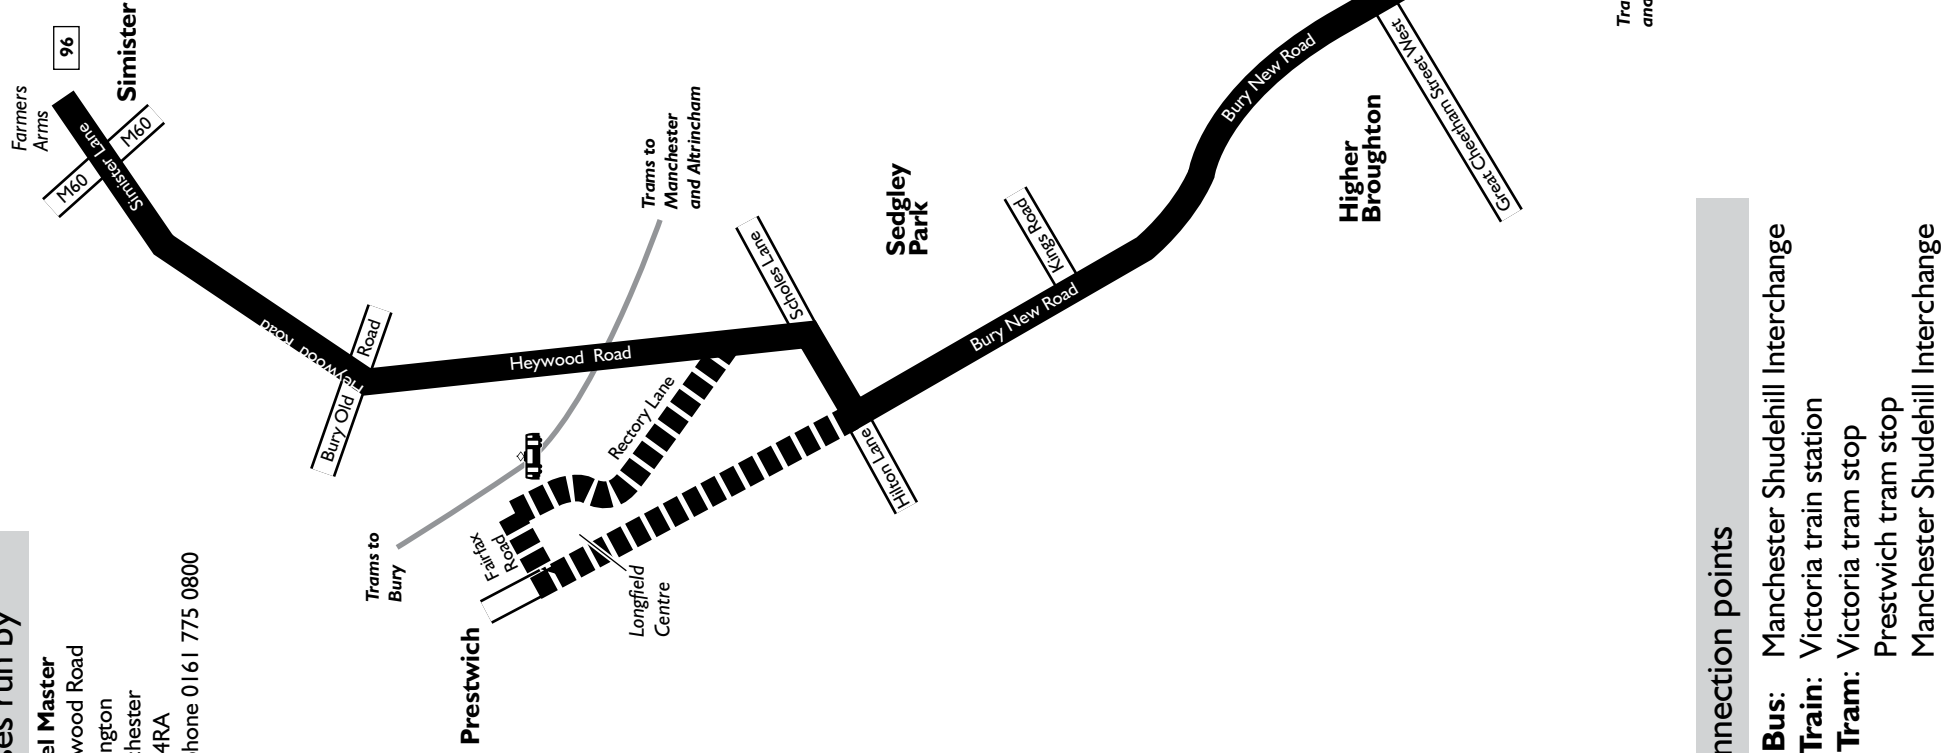 96
Simister
Farmers
Arms
M60
M60
Simister Lane
Heywood Road
Bury Old
Road
Heywood Road
Trams to
Manchester
and Altrincham
Scholes Lane
Sedgley
Park
Kings Road
Bury New Road
Bury New Road
Great Cheetham Street West
Higher
Broughton
Rectory Lane
Hilton Lane
Fairfax
Road
Longfield
Centre
Trams to
Bury
Prestwich
run by
el Master
wood Road
ngton
hester
4RA
phone 0161 775 0800
nnection points
Bus: Manchester Shudehill Interchange
Train: Victoria train station
Tram: Victoria tram stop
Prestwich tram stop
Manchester Shudehill Interchange